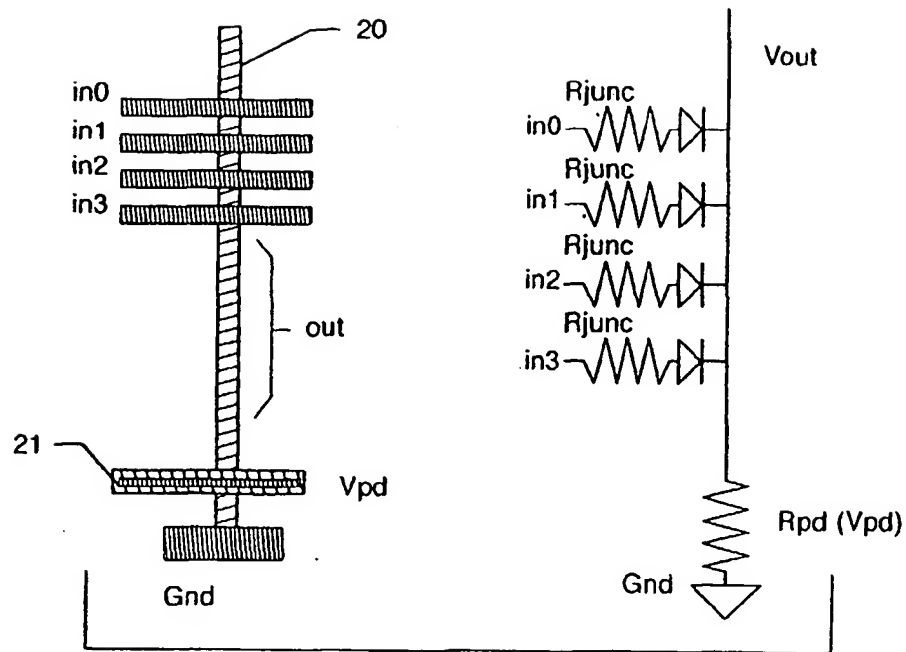 20
in0
in1
in2
in3
out
21
Vpd
Gnd
Vout
Rjunc
in0
Rjunc
in1
Rjunc
in2
Rjunc
in3
Rpd (Vpd)
Gnd